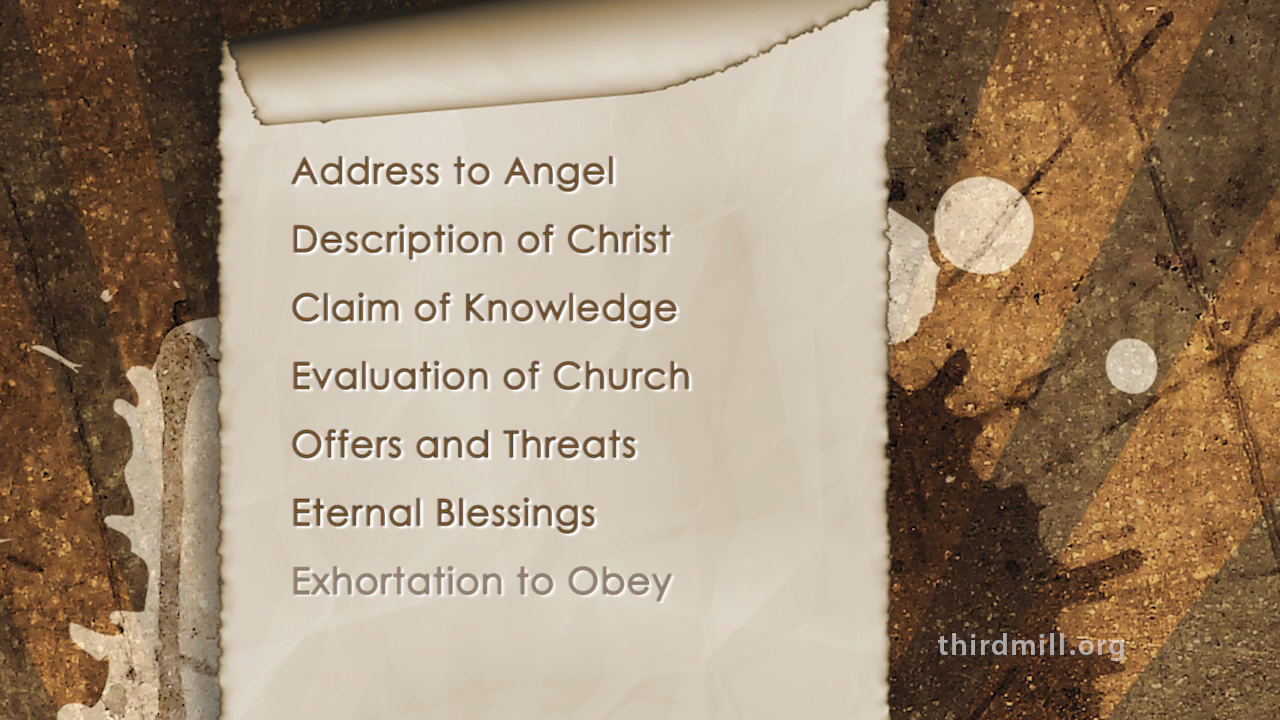 Address to Angel
Description of Christ
Claim of Knowledge
Evaluation of Church
Offers and Threats
Eternal Blessings
Exhortation to Obey
thirdmill.org